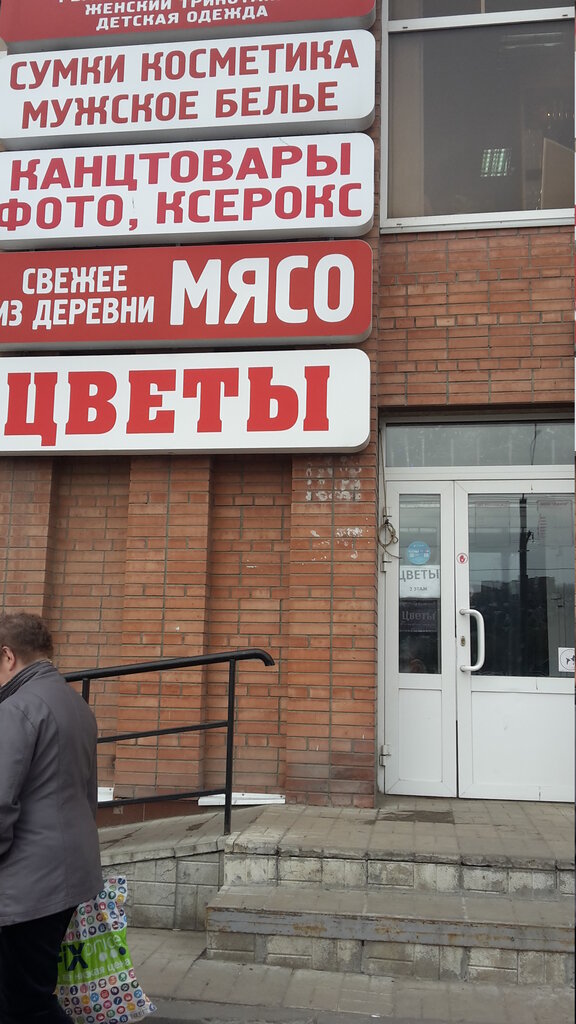 ЖЕНСКИЙ ТРИКОТАЖ
ДЕТСКАЯ ОДЕЖДА
СУМКИ КОСМЕТИКА
МУЖСКОЕ БЕЛЬЕ
КАНЦТОВАРЫ
ФОТО, КСЕРОКС
СВЕЖЕЕ
ИЗ ДЕРЕВНИ МЯСО
ЦВЕТЫ
ЦВЕТЫ
ЦВЕТЫ
FIX price